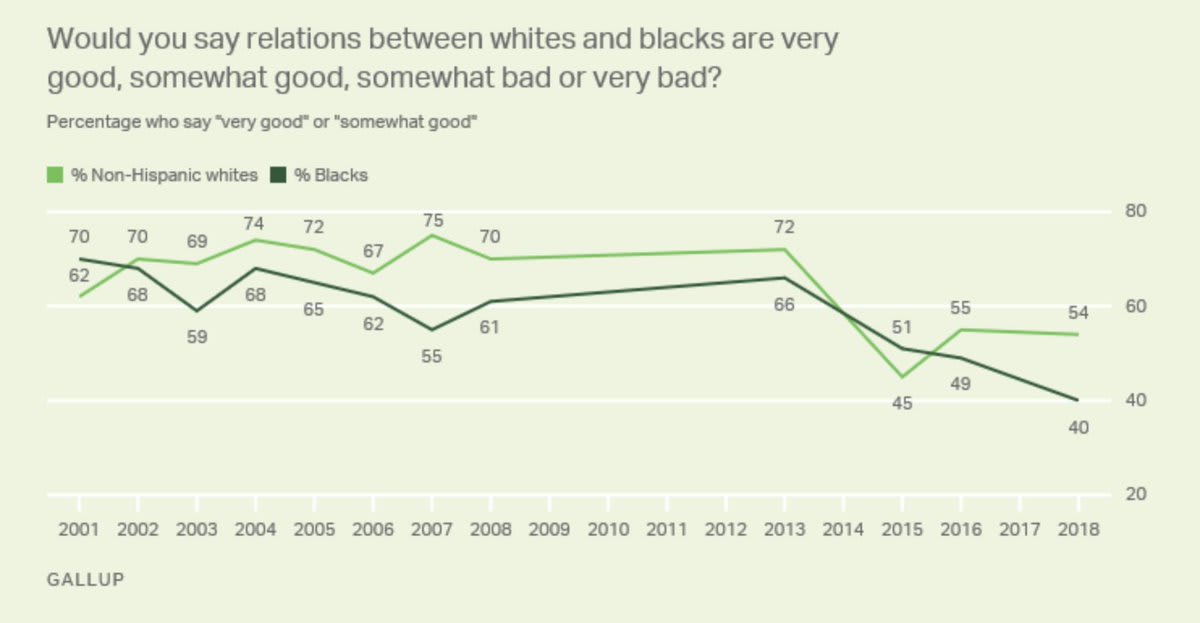 Would you say relations between whites and blacks are very
good, somewhat good, somewhat bad or very bad?
Percentage who say "very good" or "somewhat good"
% Non-Hispanic whites % Blacks
80
70 70 69 74 72 67 75 70 72
62 68 59 68 65 62 55 61 66
60
51 55 54
45 49 40
40
20
2001 2002 2003 2004 2005 2006 2007 2008 2009 2010 2011 2012 2013 2014 2015 2016 2017 2018
GALLUP